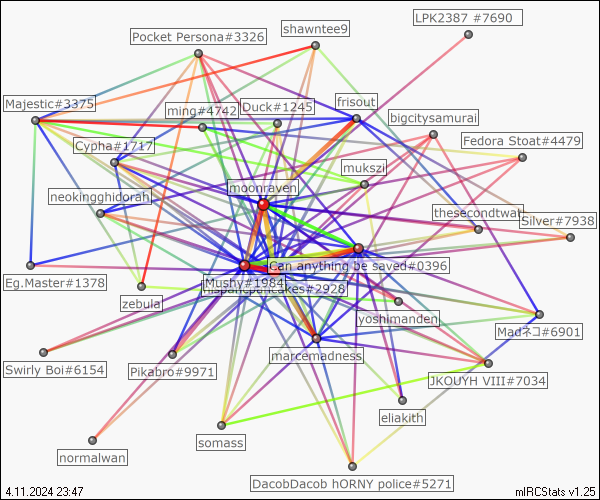 LPK2387 #7690
shawntee9
Pocket Persona#3326
Majestic#3375
ming#4742
Duck#1245
frisout
bigcitysamurai
Cypha#1717
Fedora Stoat#4479
mukszi
moonraven
neokingghidorah
thesecondtwah
Silver#7938
Can anything be saved#0396
Eg.Master#1378
Mushy#1984
hispanicpancakes#2928
zebula
yoshimanden
Madネコ#6901
marcemadness
Swirly Boi#6154
Pikabro#9971
JKOUYH VIII#7034
eliakith
somass
normalwan
DacobDacob hORNY police#5271
4.11.2024 23:47
mIRCStats v1.25